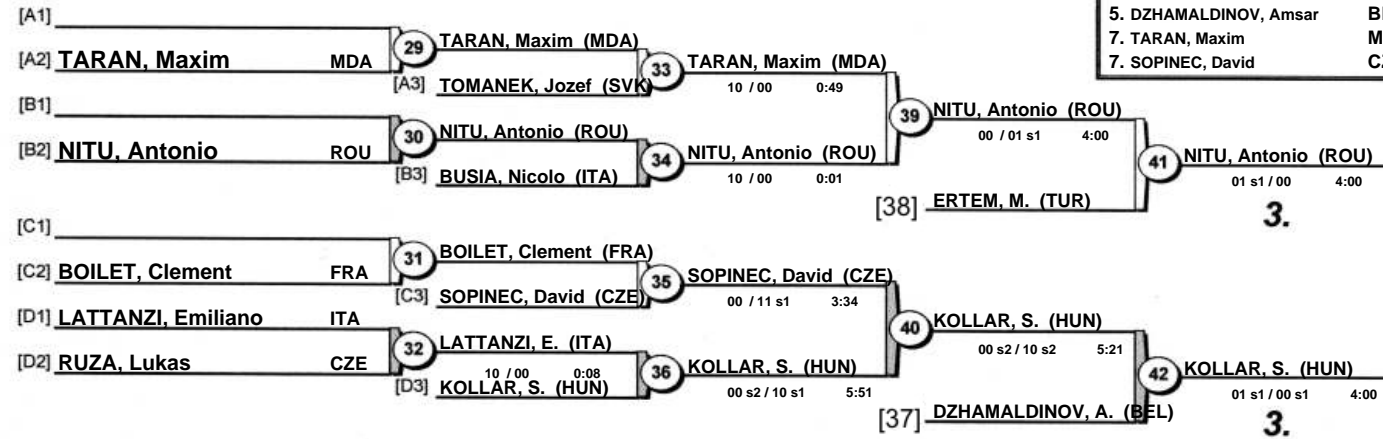 [A1]
[A2] TARAN, Maxim MDA
29
TARAN, Maxim (MDA)
[A3] TOMANEK, Jozef (SVK)
33
TARAN, Maxim (MDA)
10 / 00 0:49
[B1]
[B2] NITU, Antonio ROU
30
NITU, Antonio (ROU)
[B3] BUSIA, Nicolo (ITA)
34
NITU, Antonio (ROU)
10 / 00 0:01
39
NITU, Antonio (ROU)
00 / 01 s1 4:00
[38] ERTEM, M. (TUR)
41
NITU, Antonio (ROU)
01 s1 / 00 4:00
3.
[C1]
[C2] BOILET, Clement FRA
31
BOILET, Clement (FRA)
[C3] SOPINEC, David (CZE)
35
SOPINEC, David (CZE)
00 / 11 s1 3:34
[D1] LATTANZI, Emiliano ITA
[D2] RUZA, Lukas CZE
32
LATTANZI, E. (ITA)
10 / 00 0:08
[D3] KOLLAR, S. (HUN)
36
KOLLAR, S. (HUN)
00 s2 / 10 s1 5:51
40
KOLLAR, S. (HUN)
00 s2 / 10 s2 5:21
[37] DZHAMALDINOV, A. (BEL)
42
KOLLAR, S. (HUN)
01 s1 / 00 s1 4:00
3.
5. DZHAMALDINOV, Amsar
7. TARAN, Maxim
7. SOPINEC, David